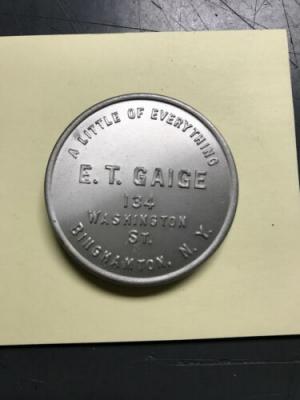 A LITTLE OF EVERYTHING
E. T. GAIGE
134
WASHINGTON
ST.
BINGHAMTON, N. Y.